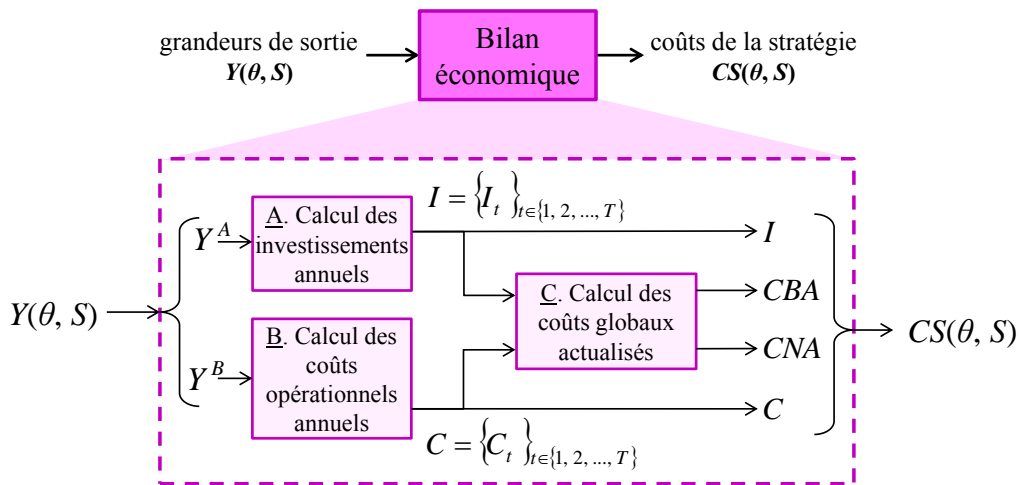 grandeurs de sortie
Y(θ, S)
Bilan
économique
coûts de la stratégie
CS(θ, S)
I = {I_t}_{t∈{1, 2, ..., T}}
Y^A
A. Calcul des
investissements
annuels
I
C. Calcul des
coûts globaux
actualisés
CBA
Y(θ, S)
CS(θ, S)
CNA
Y^B
B. Calcul des
coûts
opérationnels
annuels
C
C = {C_t}_{t∈{1, 2, ..., T}}